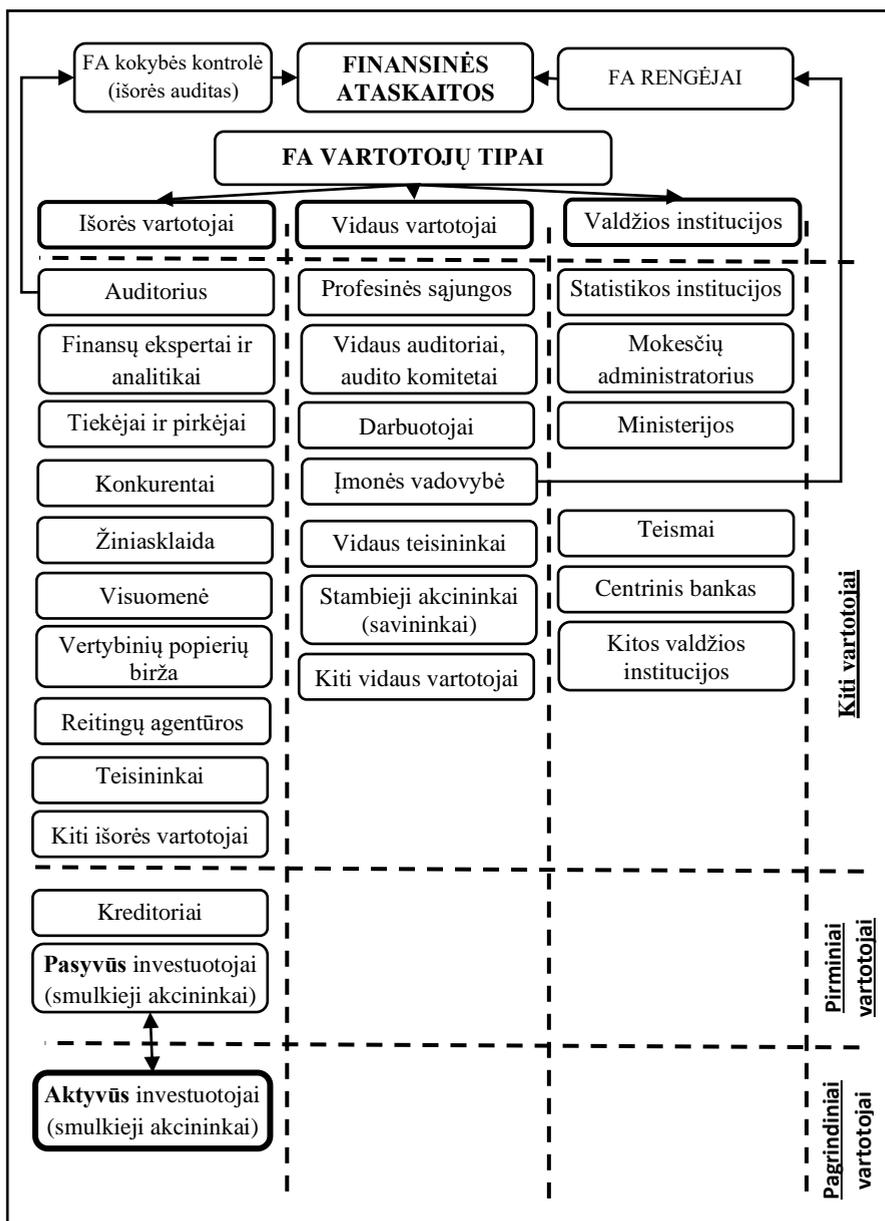 FA kokybės kontrolė
(išorės auditas)
FINANSINĖS
ATASKAITOS
FA RENGĖJAI
FA VARTOTOJŲ TIPAI
Išorės vartotojai
Vidaus vartotojai
Valdžios institucijos
Auditorius
Finansų ekspertai ir
analitikai
Tiekėjai ir pirkėjai
Konkurentai
Žiniasklaida
Visuomenė
Vertybinių popierių
birža
Reitingų agentūros
Teisininkai
Kiti išorės vartotojai
Profesinės sąjungos
Vidaus auditoriai,
audito komitetai
Darbuotojai
Įmonės vadovybė
Vidaus teisininkai
Stambieji akcininkai
(savininkai)
Kiti vidaus vartotojai
Statistikos institucijos
Mokesčių
administratorius
Ministerijos
Teismai
Centrinis bankas
Kitos valdžios
institucijos
Kiti vartotojai
Kreditoriai
Pasyvūs investuotojai
(smulkieji akcininkai)
Pirminiai
vartotojai
Aktyvūs investuotojai
(smulkieji akcininkai)
Pagrindiniai
vartotojai